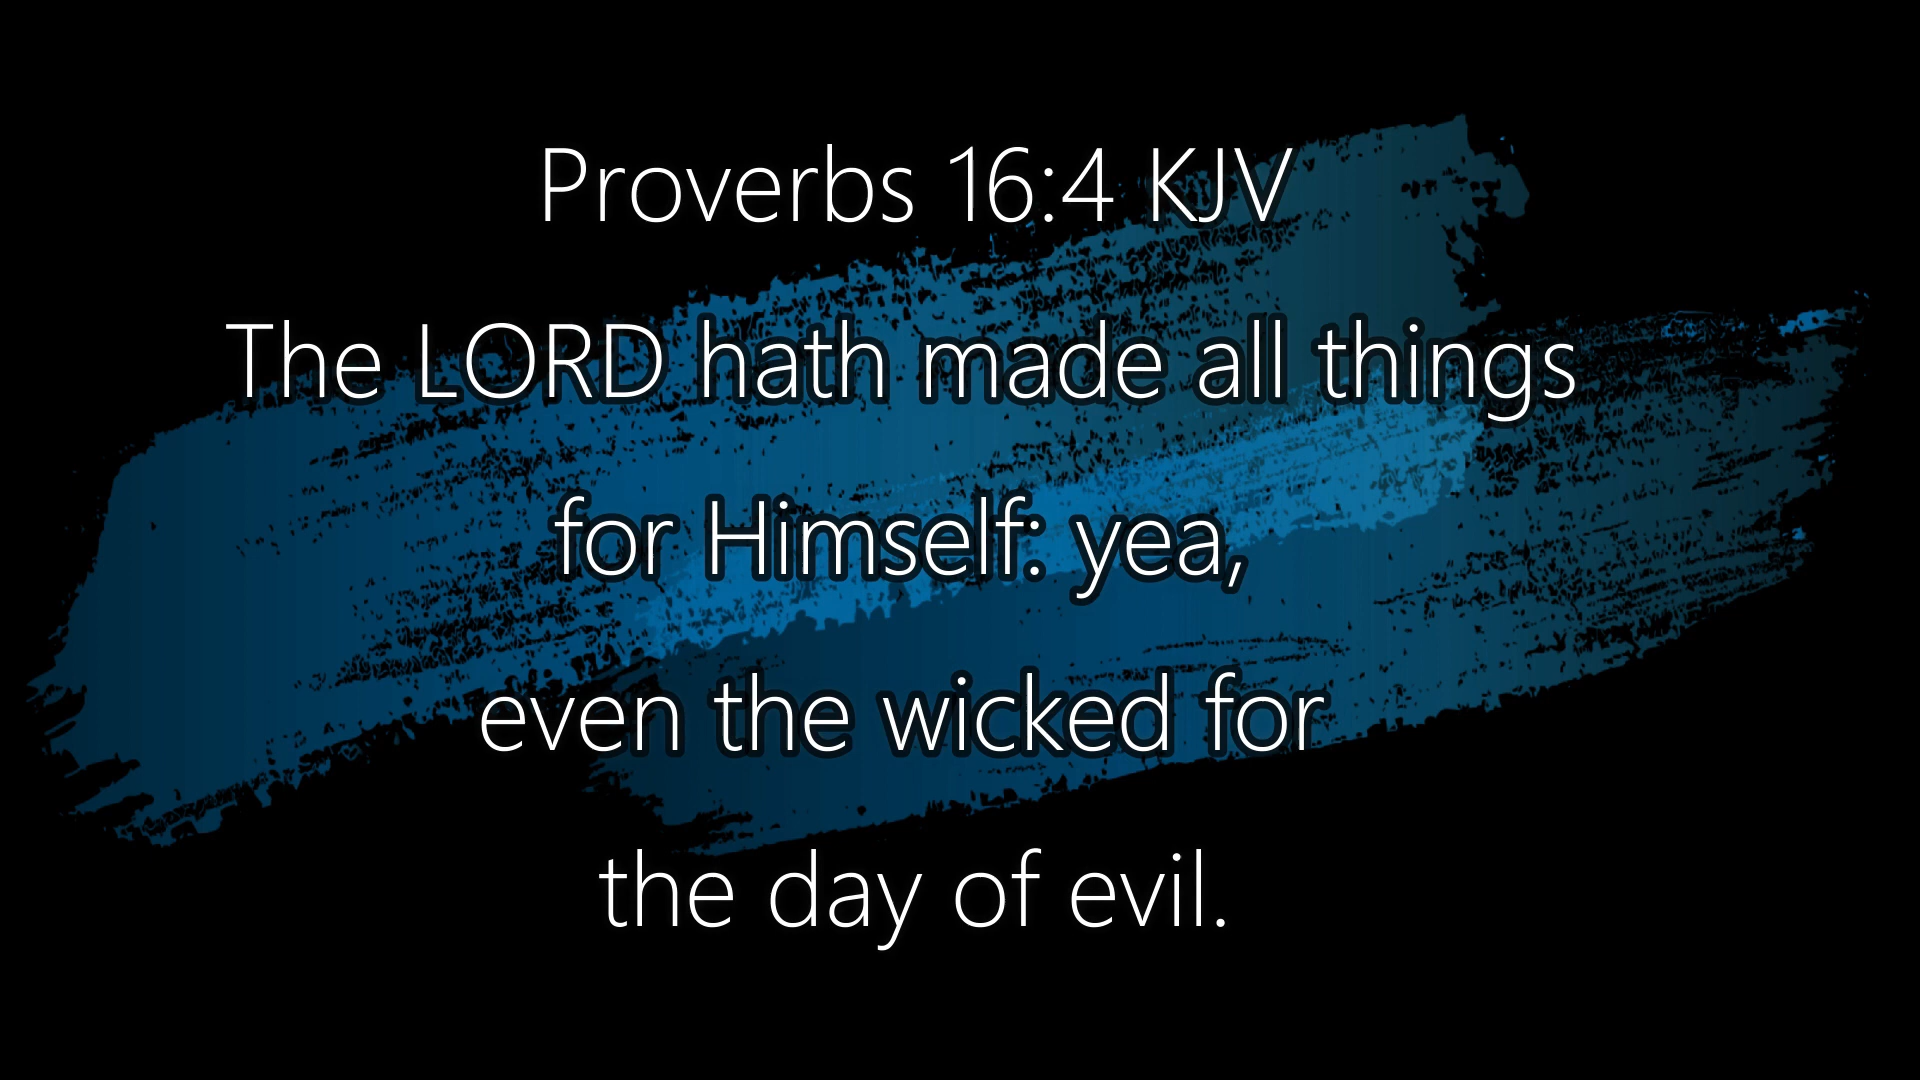 Proverbs 16:4 KJV
The LORD hath made all things
for Himself: yea,
even the wicked for
the day of evil.